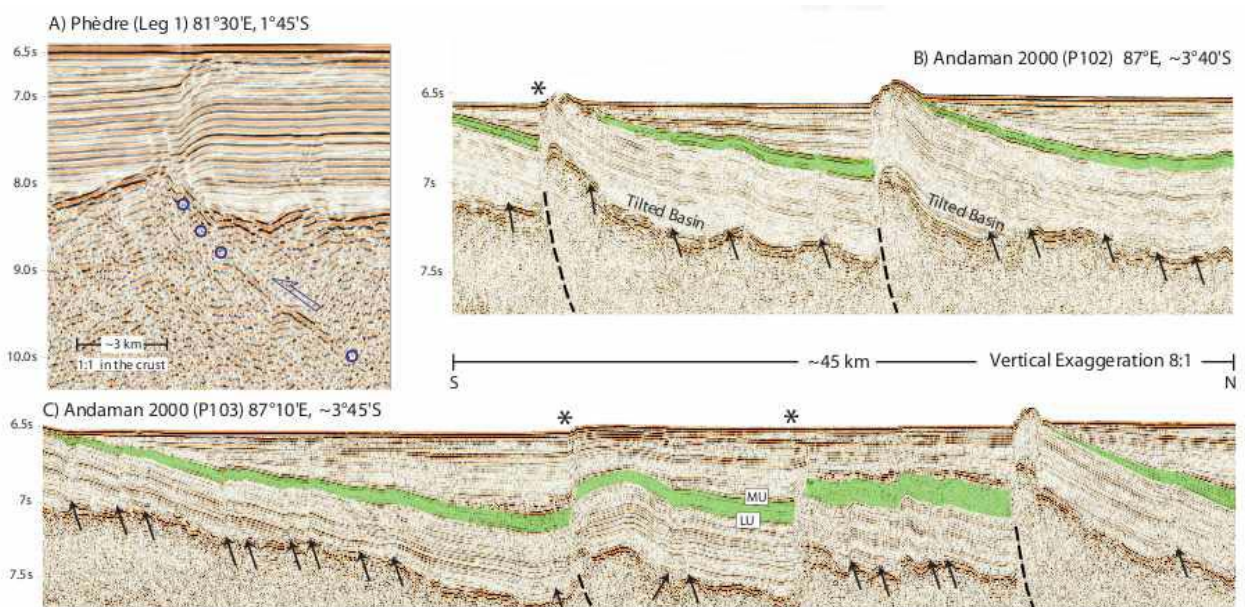 A) Phèdre (Leg 1) 81°30'E, 1°45'S
6.5s
7.0s
8.0s
9.0s
10.0s
~3 km
1:1 in the crust
B) Andaman 2000 (P102) 87°E, ~3°40'S
6.5s
*
7s
7.5s
Tilted Basin
Tilted Basin
~45 km
Vertical Exaggeration 8:1
S
N
C) Andaman 2000 (P103) 87°10'E, ~3°45'S
*
*
6.5s
7s
7.5s
MU
LU